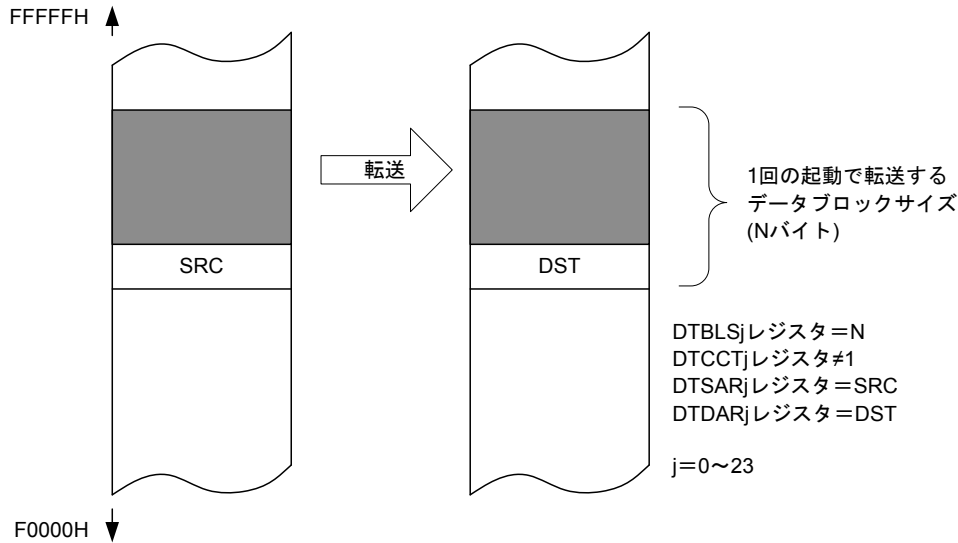 FFFFFH
転送
1回の起動で転送する
データブロックサイズ
(Nバイト)
SRC
DST
DTBLSjレジスタ＝N
DTCCTjレジスタ≠1
DTSARjレジスタ＝SRC
DTDARjレジスタ＝DST
j＝0～23
F0000H